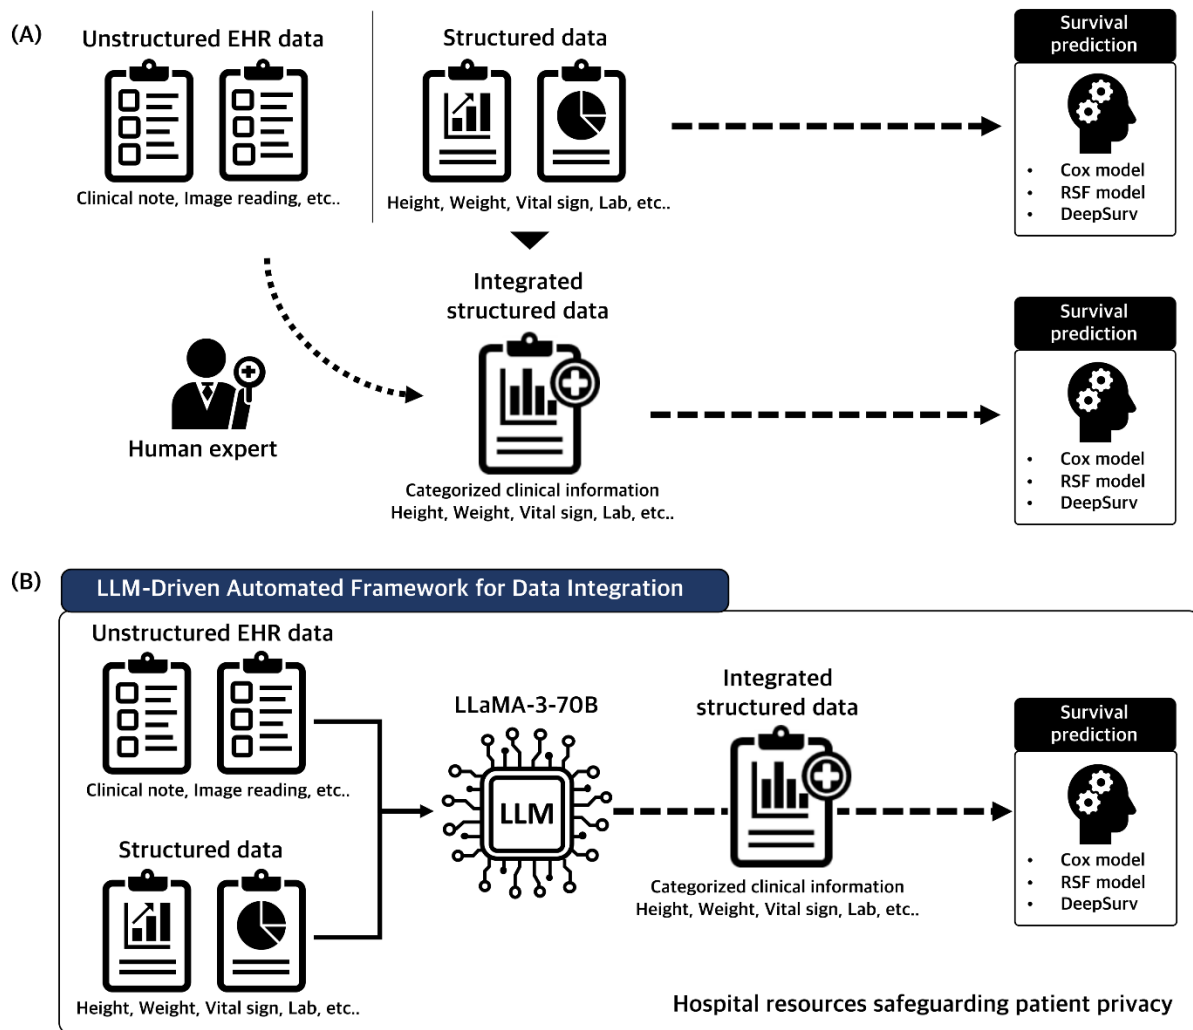 (A)
Unstructured EHR data
Clinical note, Image reading, etc..
Structured data
Height, Weight, Vital sign, Lab, etc..
Survival
prediction
• Cox model
• RSF model
• DeepSurv
Human expert
Integrated
structured data
Categorized clinical information
Height, Weight, Vital sign, Lab, etc..
Survival
prediction
• Cox model
• RSF model
• DeepSurv
(B)
LLM-Driven Automated Framework for Data Integration
Unstructured EHR data
Clinical note, Image reading, etc..
Structured data
Height, Weight, Vital sign, Lab, etc..
LLaMA-3-70B
LLM
Integrated
structured data
Categorized clinical information
Height, Weight, Vital sign, Lab, etc..
Survival
prediction
• Cox model
• RSF model
• DeepSurv
Hospital resources safeguarding patient privacy